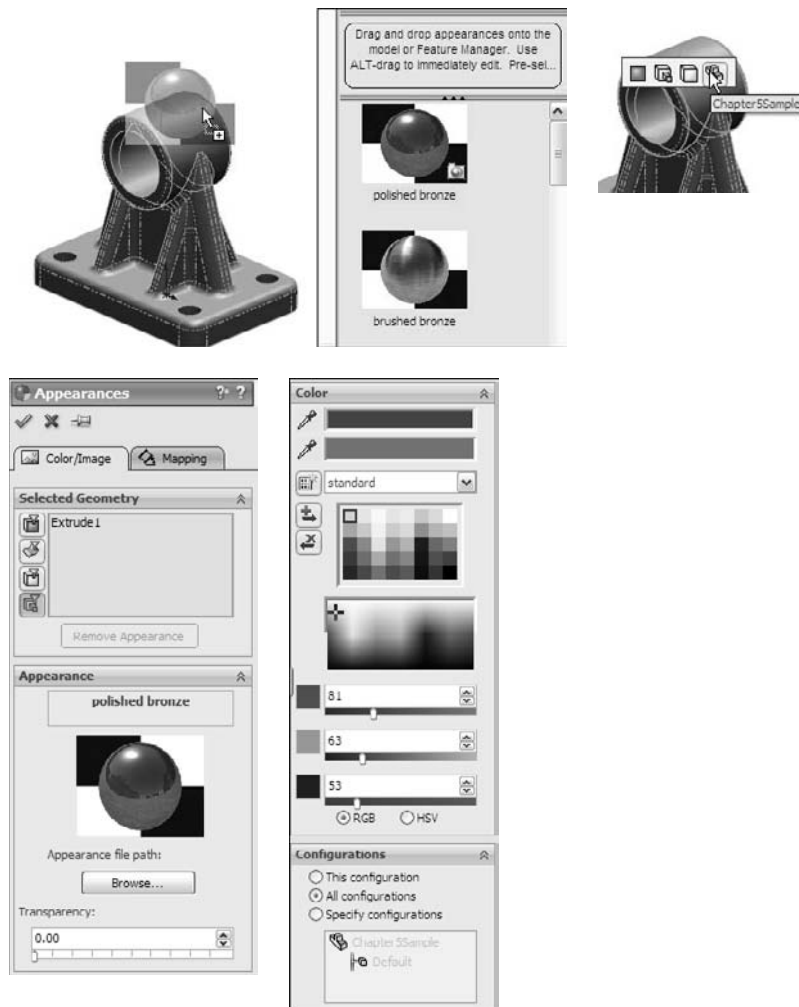 Drag and drop appearances onto the
model or Feature Manager. Use
ALT-drag to immediately edit. Pre-sel...
polished bronze
brushed bronze
Chapter5Sample
Appearances
? ?
Color/Image
Mapping
Selected Geometry
Extrude1
Remove Appearance
Appearance
polished bronze
Appearance file path:
Browse...
Transparency:
0.00
Color
standard
81
63
53
RGB HSV
Configurations
This configuration
All configurations
Specify configurations
Chapter5Sample
Default